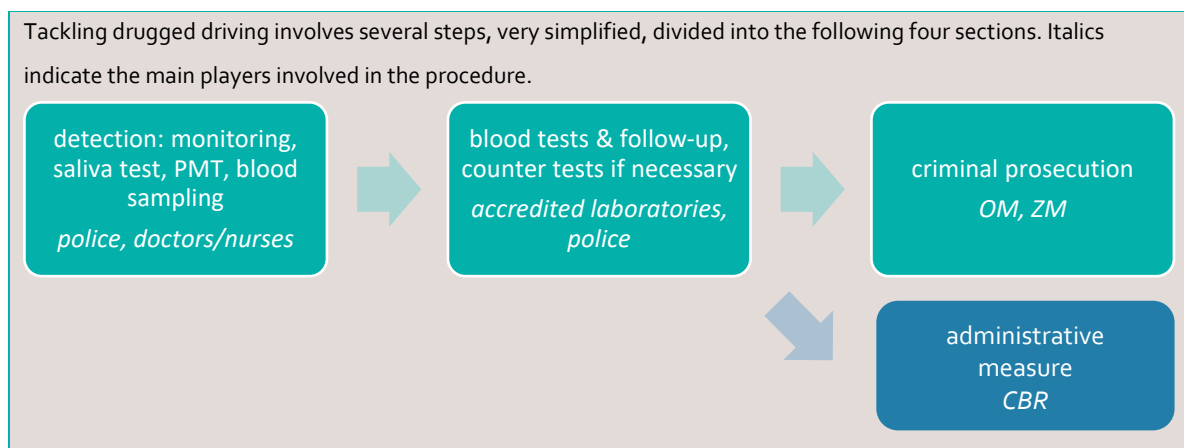 Tackling drugged driving involves several steps, very simplified, divided into the following four sections. Italics
indicate the main players involved in the procedure.
detection: monitoring,
saliva test, PMT, blood
sampling
police, doctors/nurses
blood tests & follow-up,
counter tests if necessary
accredited laboratories,
police
criminal prosecution
OM, ZM
administrative
measure
CBR